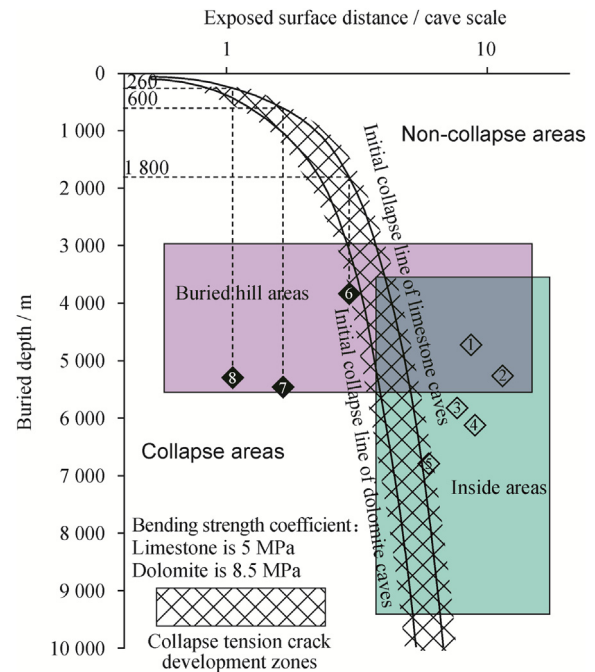 Exposed surface distance / cave scale
1 10
0
260
600
1 000
1 800
2 000
3 000
4 000
5 000
6 000
7 000
8 000
9 000
10 000
Buried depth / m
Non-collapse areas
Initial collapse line of limestone caves
Initial collapse line of dolomite caves
Buried hill areas
6
1
8
7
2
3
4
5
Collapse areas
Inside areas
Bending strength coefficient:
Limestone is 5 MPa
Dolomite is 8.5 MPa
Collapse tension crack
development zones